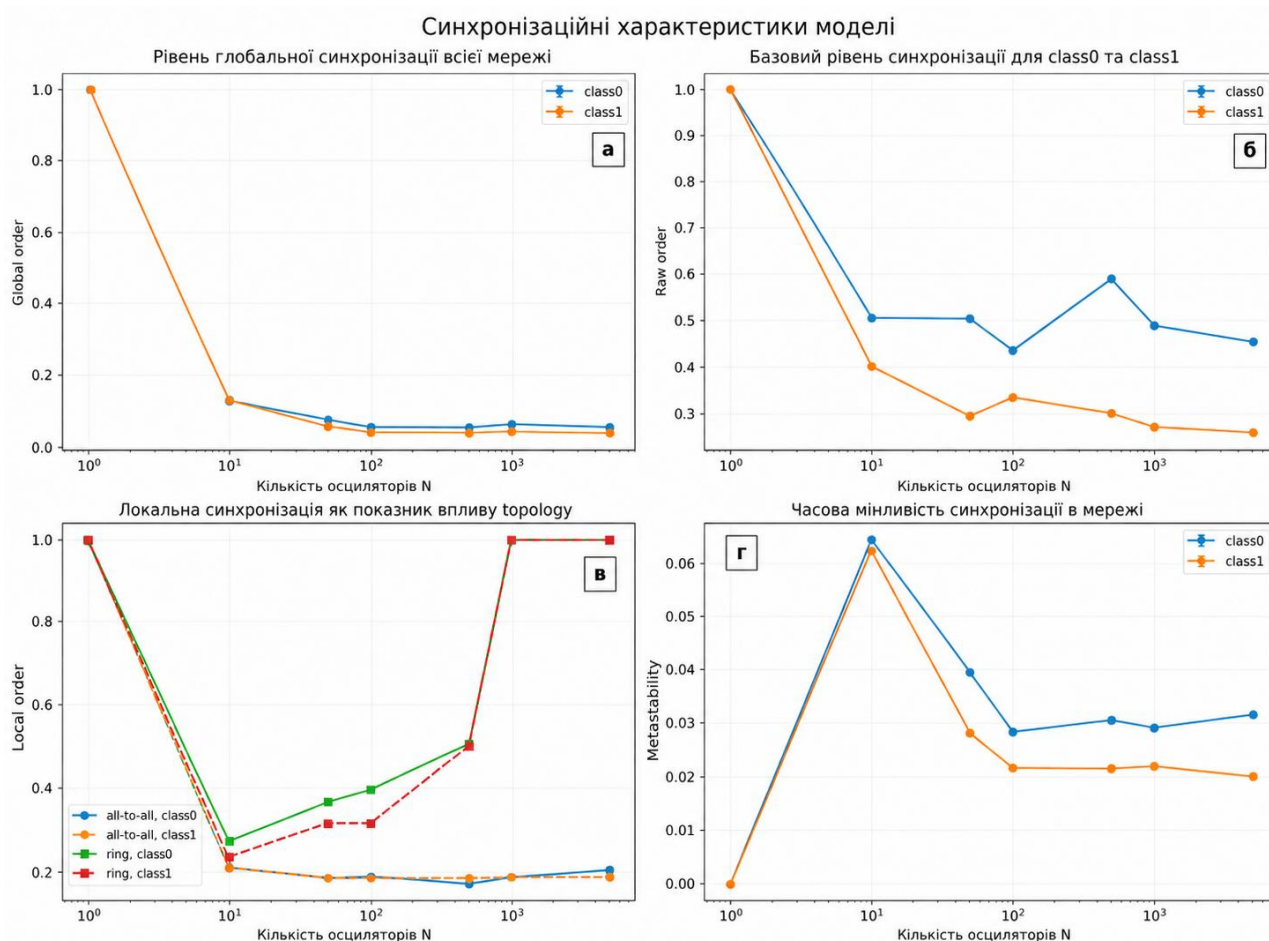 Синхронізаційні характеристики моделі
Рівень глобальної синхронізації всієї мережі
1.0
0.8
0.6
0.4
0.2
0.0
Global order
class0
class1
а
10⁰
10¹
10²
10³
Кількість осциляторів N
Базовий рівень синхронізації для class0 та class1
1.0
0.9
0.8
0.7
0.6
0.5
0.4
0.3
Raw order
class0
class1
б
10⁰
10¹
10²
10³
Кількість осциляторів N
Локальна синхронізація як показник впливу topology
1.0
0.8
0.6
0.4
0.2
Local order
в
all-to-all, class0
all-to-all, class1
ring, class0
ring, class1
10⁰
10¹
10²
10³
Кількість осциляторів N
Часова мінливість синхронізації в мережі
0.06
0.05
0.04
0.03
0.02
0.01
0.00
Metastability
г
class0
class1
10⁰
10¹
10²
10³
Кількість осциляторів N